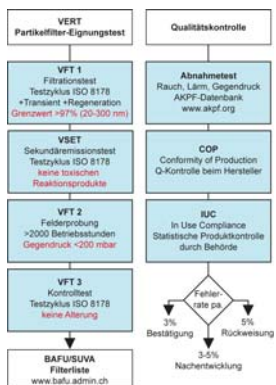 VERT
Partikelfilter-Eignungstest
VFT 1
Filtrationstest
Testzyklus ISO 8178
+Transient +Regeneration
Grenzwert >97% (20-300 nm)
VSET
Sekundäremissionstest
Testzyklus ISO 8178
keine toxischen
Reaktionsprodukte
VFT 2
Felderprobung
>2000 Betriebsstunden
Gegendruck <200 mbar
VFT 3
Kontrolltest
Testzyklus ISO 8178
keine Alterung
BAFU/SUVA
Filterliste
www.bafu.admin.ch
Qualitätskontrolle
Abnahmetest
Rauch, Lärm, Gegendruck
AKPF-Datenbank
www.akpf.org
COP
Conformity of Production
Q-Kontrolle beim Hersteller
IUC
In Use Compliance
Statistische Produktkontrolle
durch Behörde
Fehler-
rate pa.
3%
Bestätigung
5%
Rückweisung
3-5%
Nachentwicklung